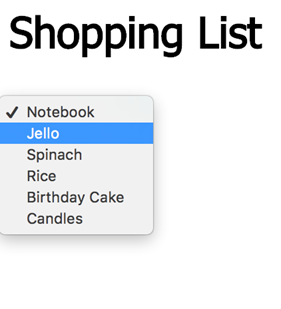 Shopping List
✓ Notebook
Jello
Spinach
Rice
Birthday Cake
Candles